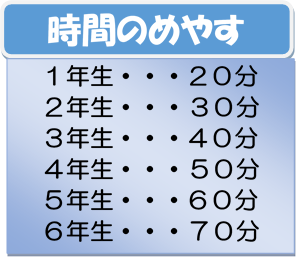 時間のめやす
１年生・・・２０分
２年生・・・３０分
３年生・・・４０分
４年生・・・５０分
５年生・・・６０分
６年生・・・７０分